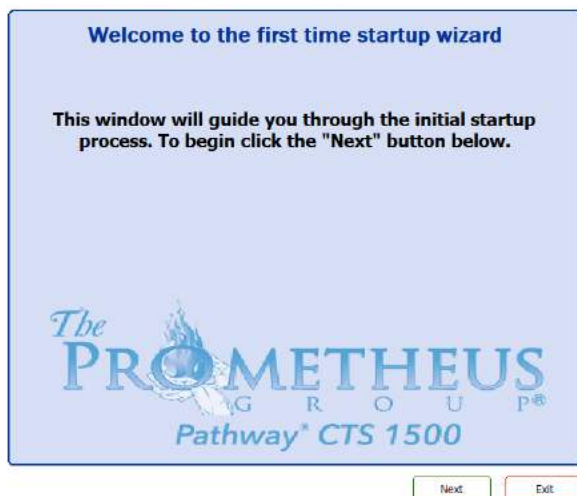 Welcome to the first time startup wizard
This window will guide you through the initial startup
process. To begin click the "Next" button below.
The
PROMETHEUS
GROUP®
Pathway® CTS 1500
Next
Exit